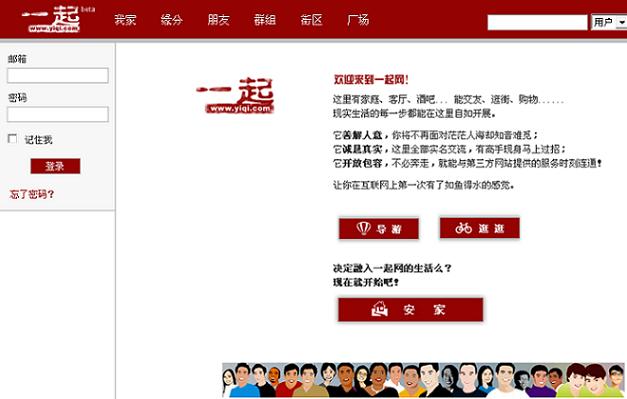 一起 beta
www.yiqi.com
我家 缘分 朋友 群组 街区 广场
用户
邮箱
密码
记住我
登录
忘了密码？
一起
www.yiqi.com
欢迎来到一起网！
这里有家庭、客厅、酒吧... 能交友、逛街、购物......
现实生活的每一步都能在这里自如开展。
它善解人意，你将不再面对茫茫人海却知音难觅；
它诚恳真实，这里全部实名交流，有高手现身马上过招；
它开放包容，不必奔走，就能与第三方网站提供的服务时刻连通！
让你在互联网上第一次有了如鱼得水的感觉。
导 游
逛 逛
决定融入一起网的生活么？
现在就开始吧！
安 家